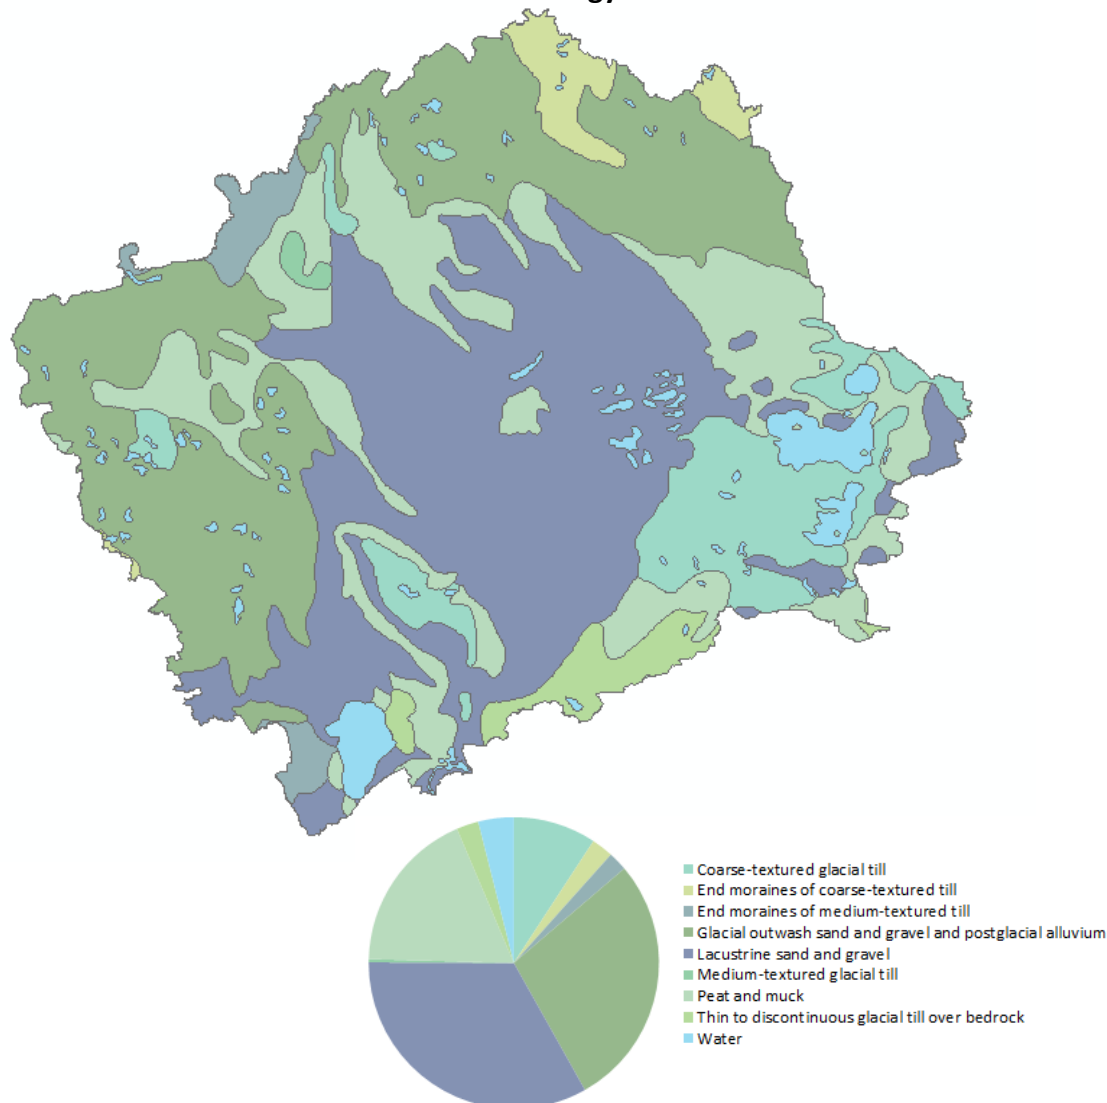 Coarse-textured glacial till
End moraines of coarse-textured till
End moraines of medium-textured till
Glacial outwash sand and gravel and postglacial alluvium
Lacustrine sand and gravel
Medium-textured glacial till
Peat and muck
Thin to discontinuous glacial till over bedrock
Water